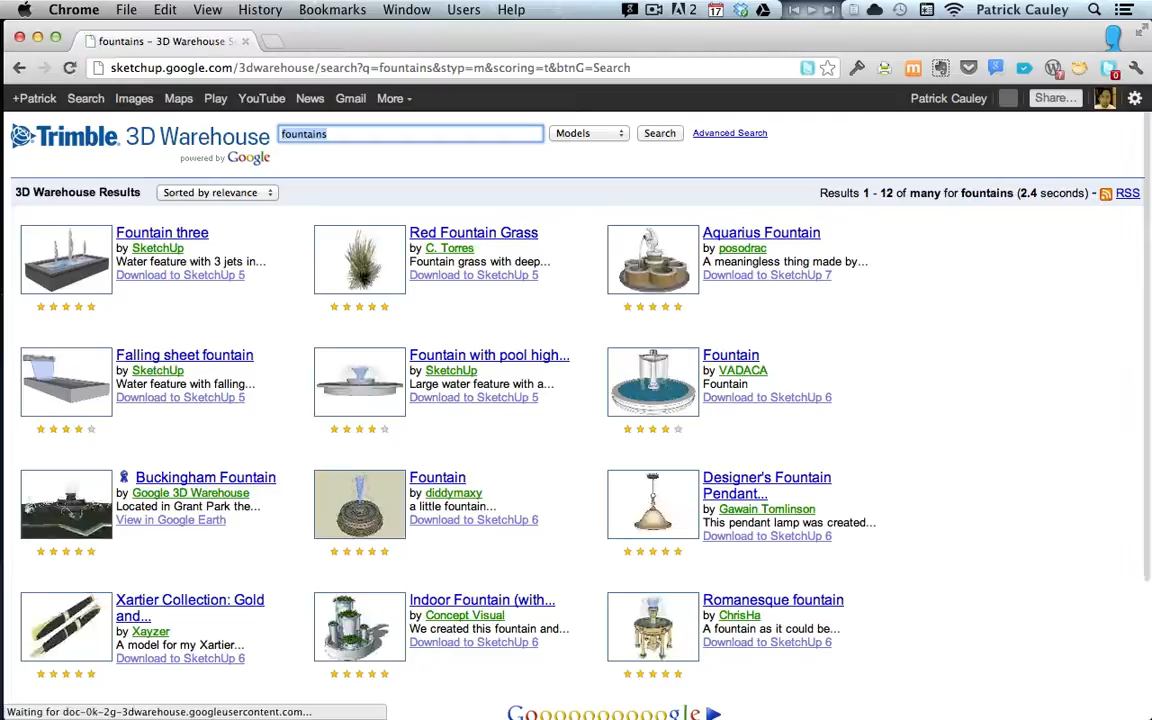 Chrome File Edit View History Bookmarks Window Users Help 2 17 Patrick Cauley
fountains - 3D Warehouse S
sketchup.google.com/3dwarehouse/search?q=fountains&styp=m&scoring=t&btnG=Search
+Patrick Search Images Maps Play YouTube News Gmail More Patrick Cauley Share...
Trimble. 3D Warehouse fountains Models Search Advanced Search
powered by Google
3D Warehouse Results Sorted by relevance Results 1 - 12 of many for fountains (2.4 seconds) - RSS
Fountain three
by SketchUp
Water feature with 3 jets in...
Download to SketchUp 5
Red Fountain Grass
by C. Torres
Fountain grass with deep...
Download to SketchUp 5
Aquarius Fountain
by posodrac
A meaningless thing made by...
Download to SketchUp 7
Falling sheet fountain
by SketchUp
Water feature with falling...
Download to SketchUp 5
Fountain with pool high...
by SketchUp
Large water feature with a...
Download to SketchUp 5
Fountain
by VADACA
Fountain
Download to SketchUp 6
Buckingham Fountain
by Google 3D Warehouse
Located in Grant Park the...
View in Google Earth
Fountain
by diddymaxy
a little fountain...
Download to SketchUp 6
Designer's Fountain
Pendant...
by Gawain Tomlinson
This pendant lamp was created...
Download to SketchUp 6
Xartier Collection: Gold
and...
by Xayzer
A model for my Xartier...
Download to SketchUp 6
Indoor Fountain (with...
by Concept Visual
We created this fountain and...
Download to SketchUp 6
Romanesque fountain
by ChrisHa
A fountain as it could be...
Download to SketchUp 6
Waiting for doc-0k-2g-3dwarehouse.googleusercontent.com...
Goooooooooogle